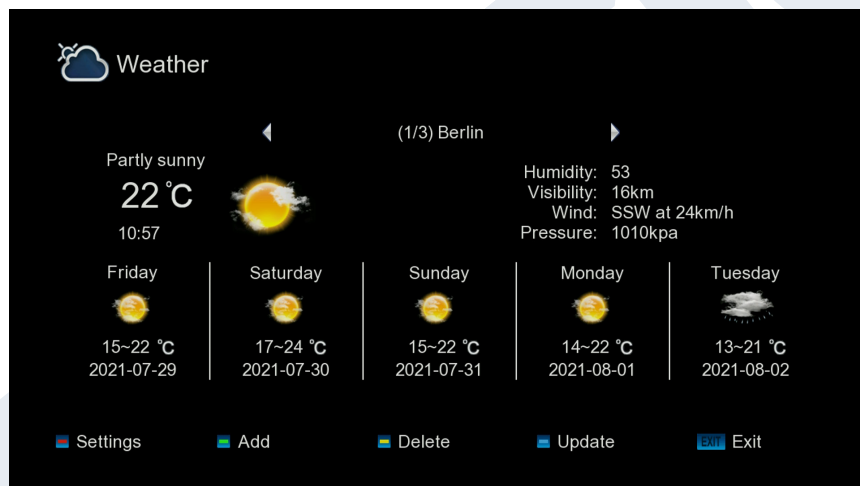 Weather
(1/3) Berlin
Partly sunny
22 °C
10:57
Humidity: 53
Visibility: 16km
Wind: SSW at 24km/h
Pressure: 1010kpa
Friday Saturday Sunday Monday Tuesday
15~22 °C 17~24 °C 15~22 °C 14~22 °C 13~21 °C
2021-07-29 2021-07-30 2021-07-31 2021-08-01 2021-08-02
Settings Add Delete Update EXIT Exit